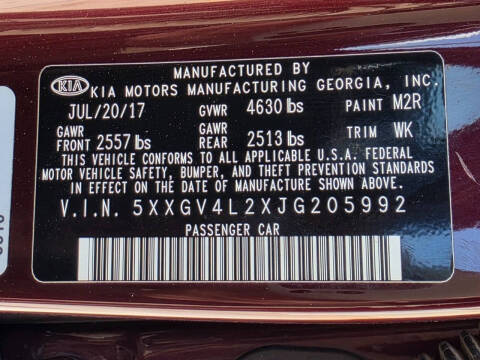 MANUFACTURED BY
KIA KIA MOTORS MANUFACTURING GEORGIA, INC.
JUL/20/17 GVWR 4630 lbs PAINT M2R
GAWR FRONT 2557 lbs GAWR REAR 2513 lbs TRIM WK
THIS VEHICLE CONFORMS TO ALL APPLICABLE U.S.A. FEDERAL
MOTOR VEHICLE SAFETY, BUMPER, AND THEFT PREVENTION STANDARDS
IN EFFECT ON THE DATE OF MANUFACTURE SHOWN ABOVE.
V.I.N. 5XXGV4L2XJG205992
PASSENGER CAR